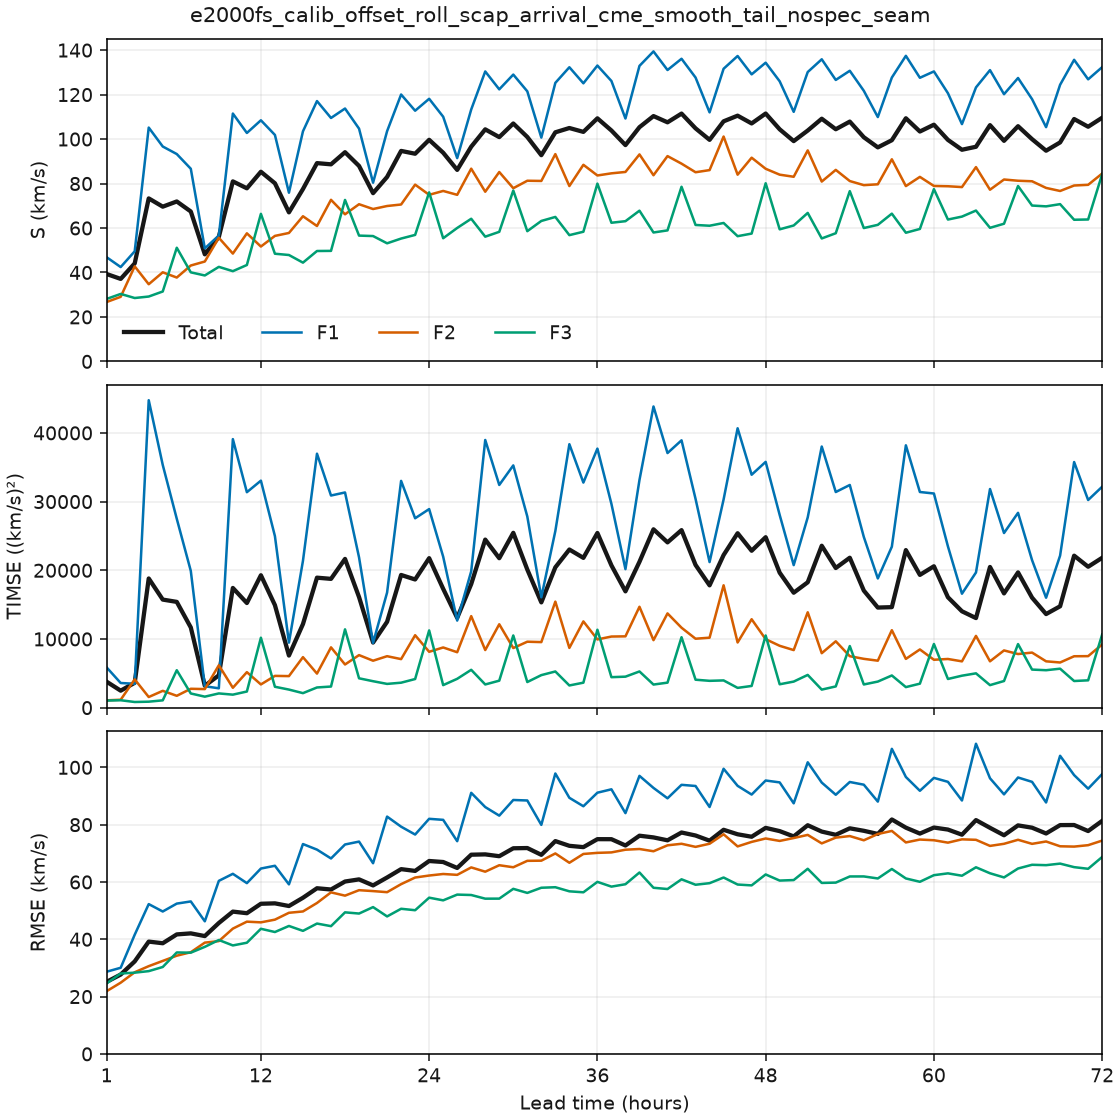 e2000fs_calib_offset_roll_scap_arrival_cme_smooth_tail_nospec_seam
S (km/s)
140
120
100
80
60
40
20
0
Total
F1
F2
F3
TIMSE ((km/s)²)
40000
30000
20000
10000
0
RMSE (km/s)
100
80
60
40
20
0
1
12
24
36
48
60
72
Lead time (hours)